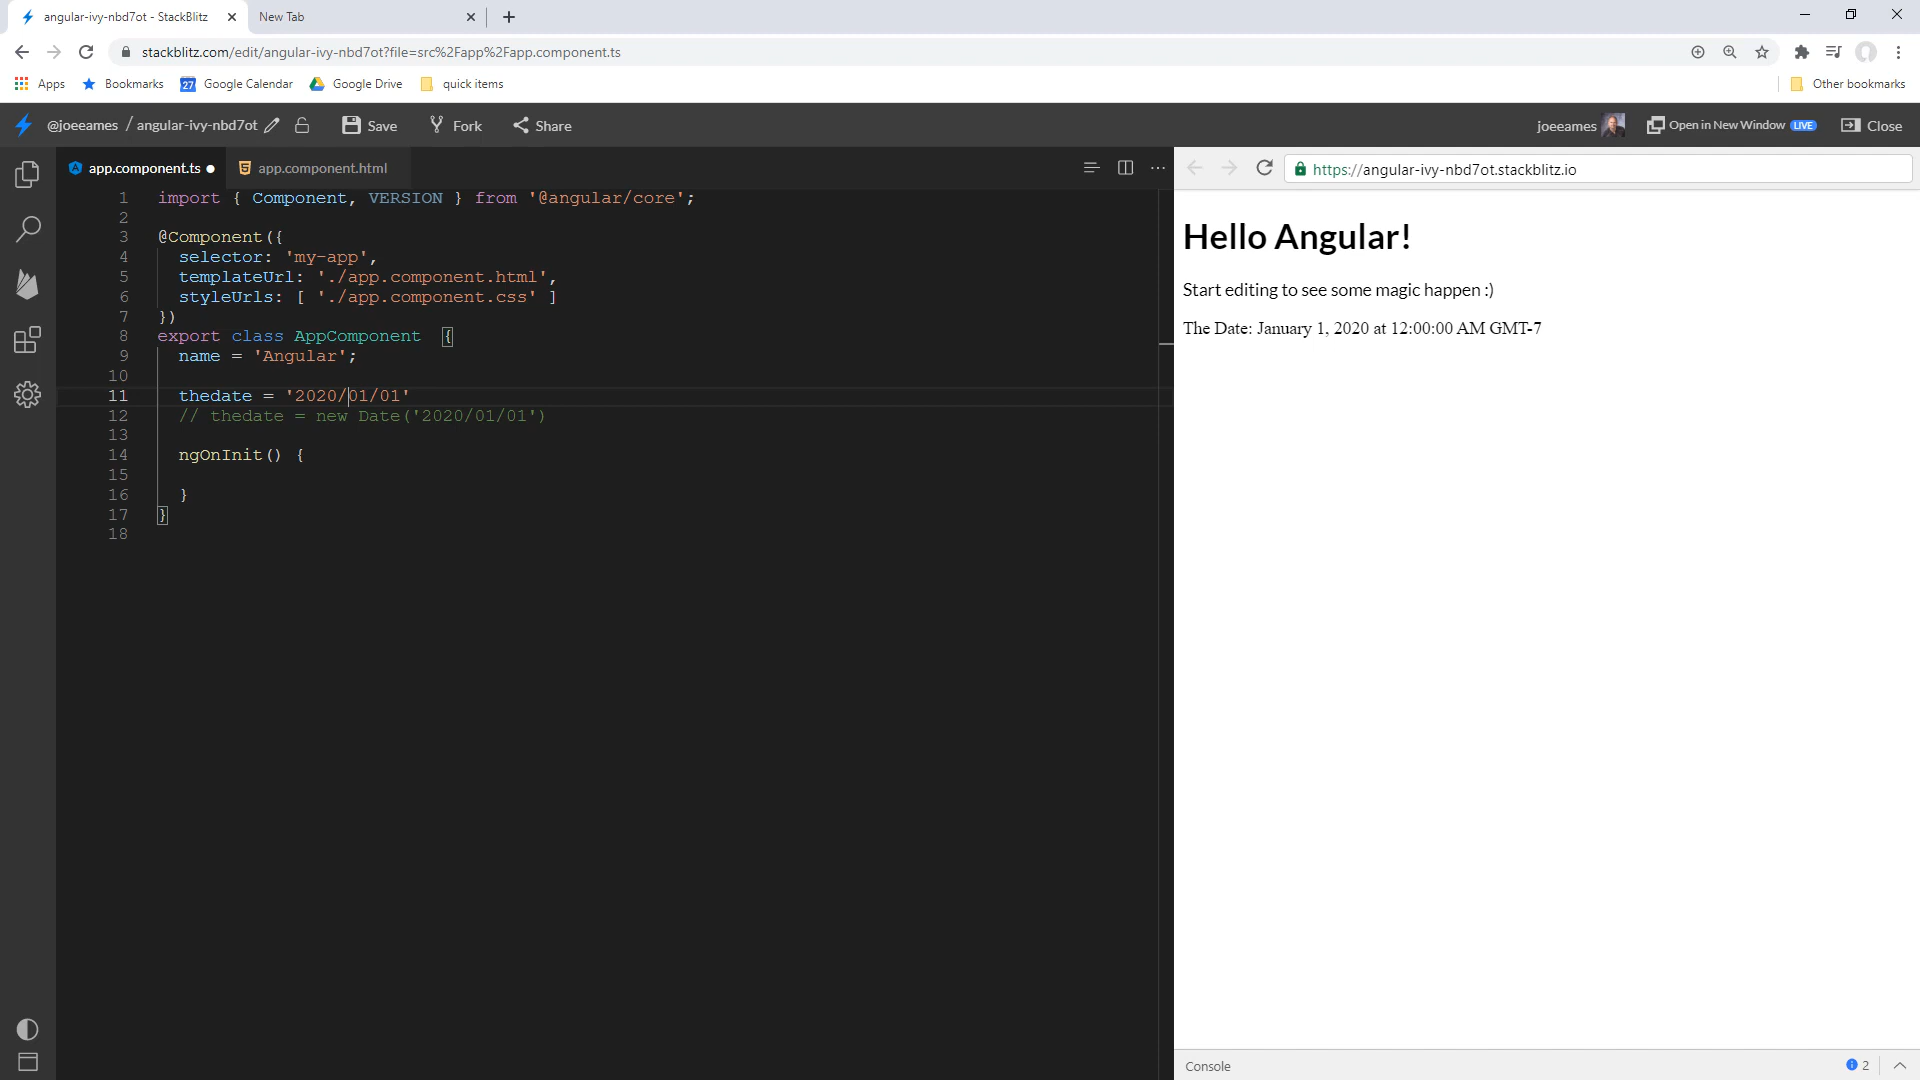 angular-ivy-nbd7ot - StackBlitz
New Tab
stackblitz.com/edit/angular-ivy-nbd7ot?file=src%2Fapp%2Fapp.component.ts
Apps
Bookmarks
27
Google Calendar
Google Drive
quick items
Other bookmarks
@joeeames / angular-ivy-nbd7ot
Save
Fork
Share
joeeames
Open in New Window LIVE
Close
app.component.ts
app.component.html
https://angular-ivy-nbd7ot.stackblitz.io
1 import { Component, VERSION } from '@angular/core';
2
3 @Component({
4 selector: 'my-app',
5 templateUrl: './app.component.html',
6 styleUrls: [ './app.component.css' ]
7 })
8 export class AppComponent  {
9 name = 'Angular';
10
11 thedate = '2020/01/01'
12 // thedate = new Date('2020/01/01')
13
14 ngOnInit() {
15
16 }
17 }
18
Hello Angular!
Start editing to see some magic happen :)
The Date: January 1, 2020 at 12:00:00 AM GMT-7
Console
2